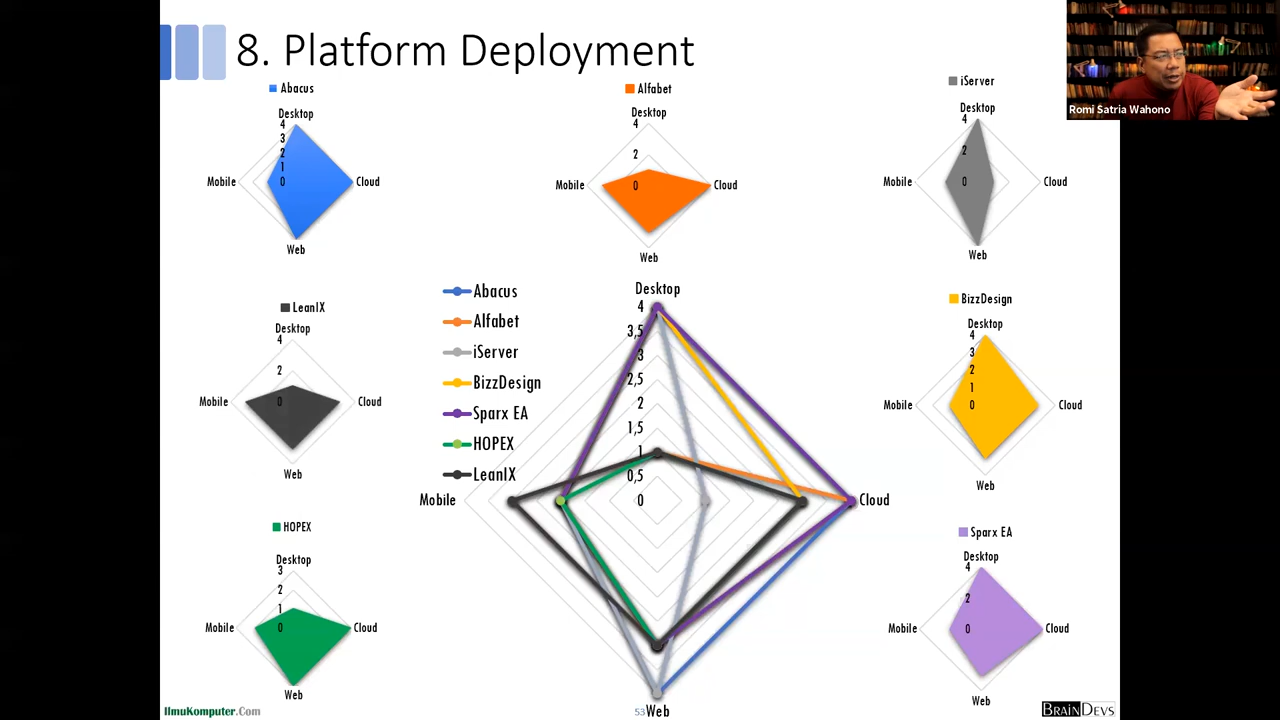 8. Platform Deployment
Romi Satria Wahono
Abacus
Desktop
4
3
2
1
0
Mobile
Cloud
Web
Alfabet
Desktop
4
2
0
Mobile
Cloud
Web
iServer
Desktop
4
2
0
Mobile
Cloud
Web
LeanIX
Desktop
4
2
0
Mobile
Cloud
Web
Abacus
Alfabet
iServer
BizzDesign
Sparx EA
HOPEX
LeanIX
Desktop
4
3,5
3
2,5
2
1,5
1
0,5
0
Mobile
Cloud
Web
BizzDesign
Desktop
4
3
2
1
0
Mobile
Cloud
Web
HOPEX
Desktop
3
2
1
0
Mobile
Cloud
Web
Sparx EA
Desktop
4
2
0
Mobile
Cloud
Web
IlmuKomputer.Com
53
BRAINDEVS